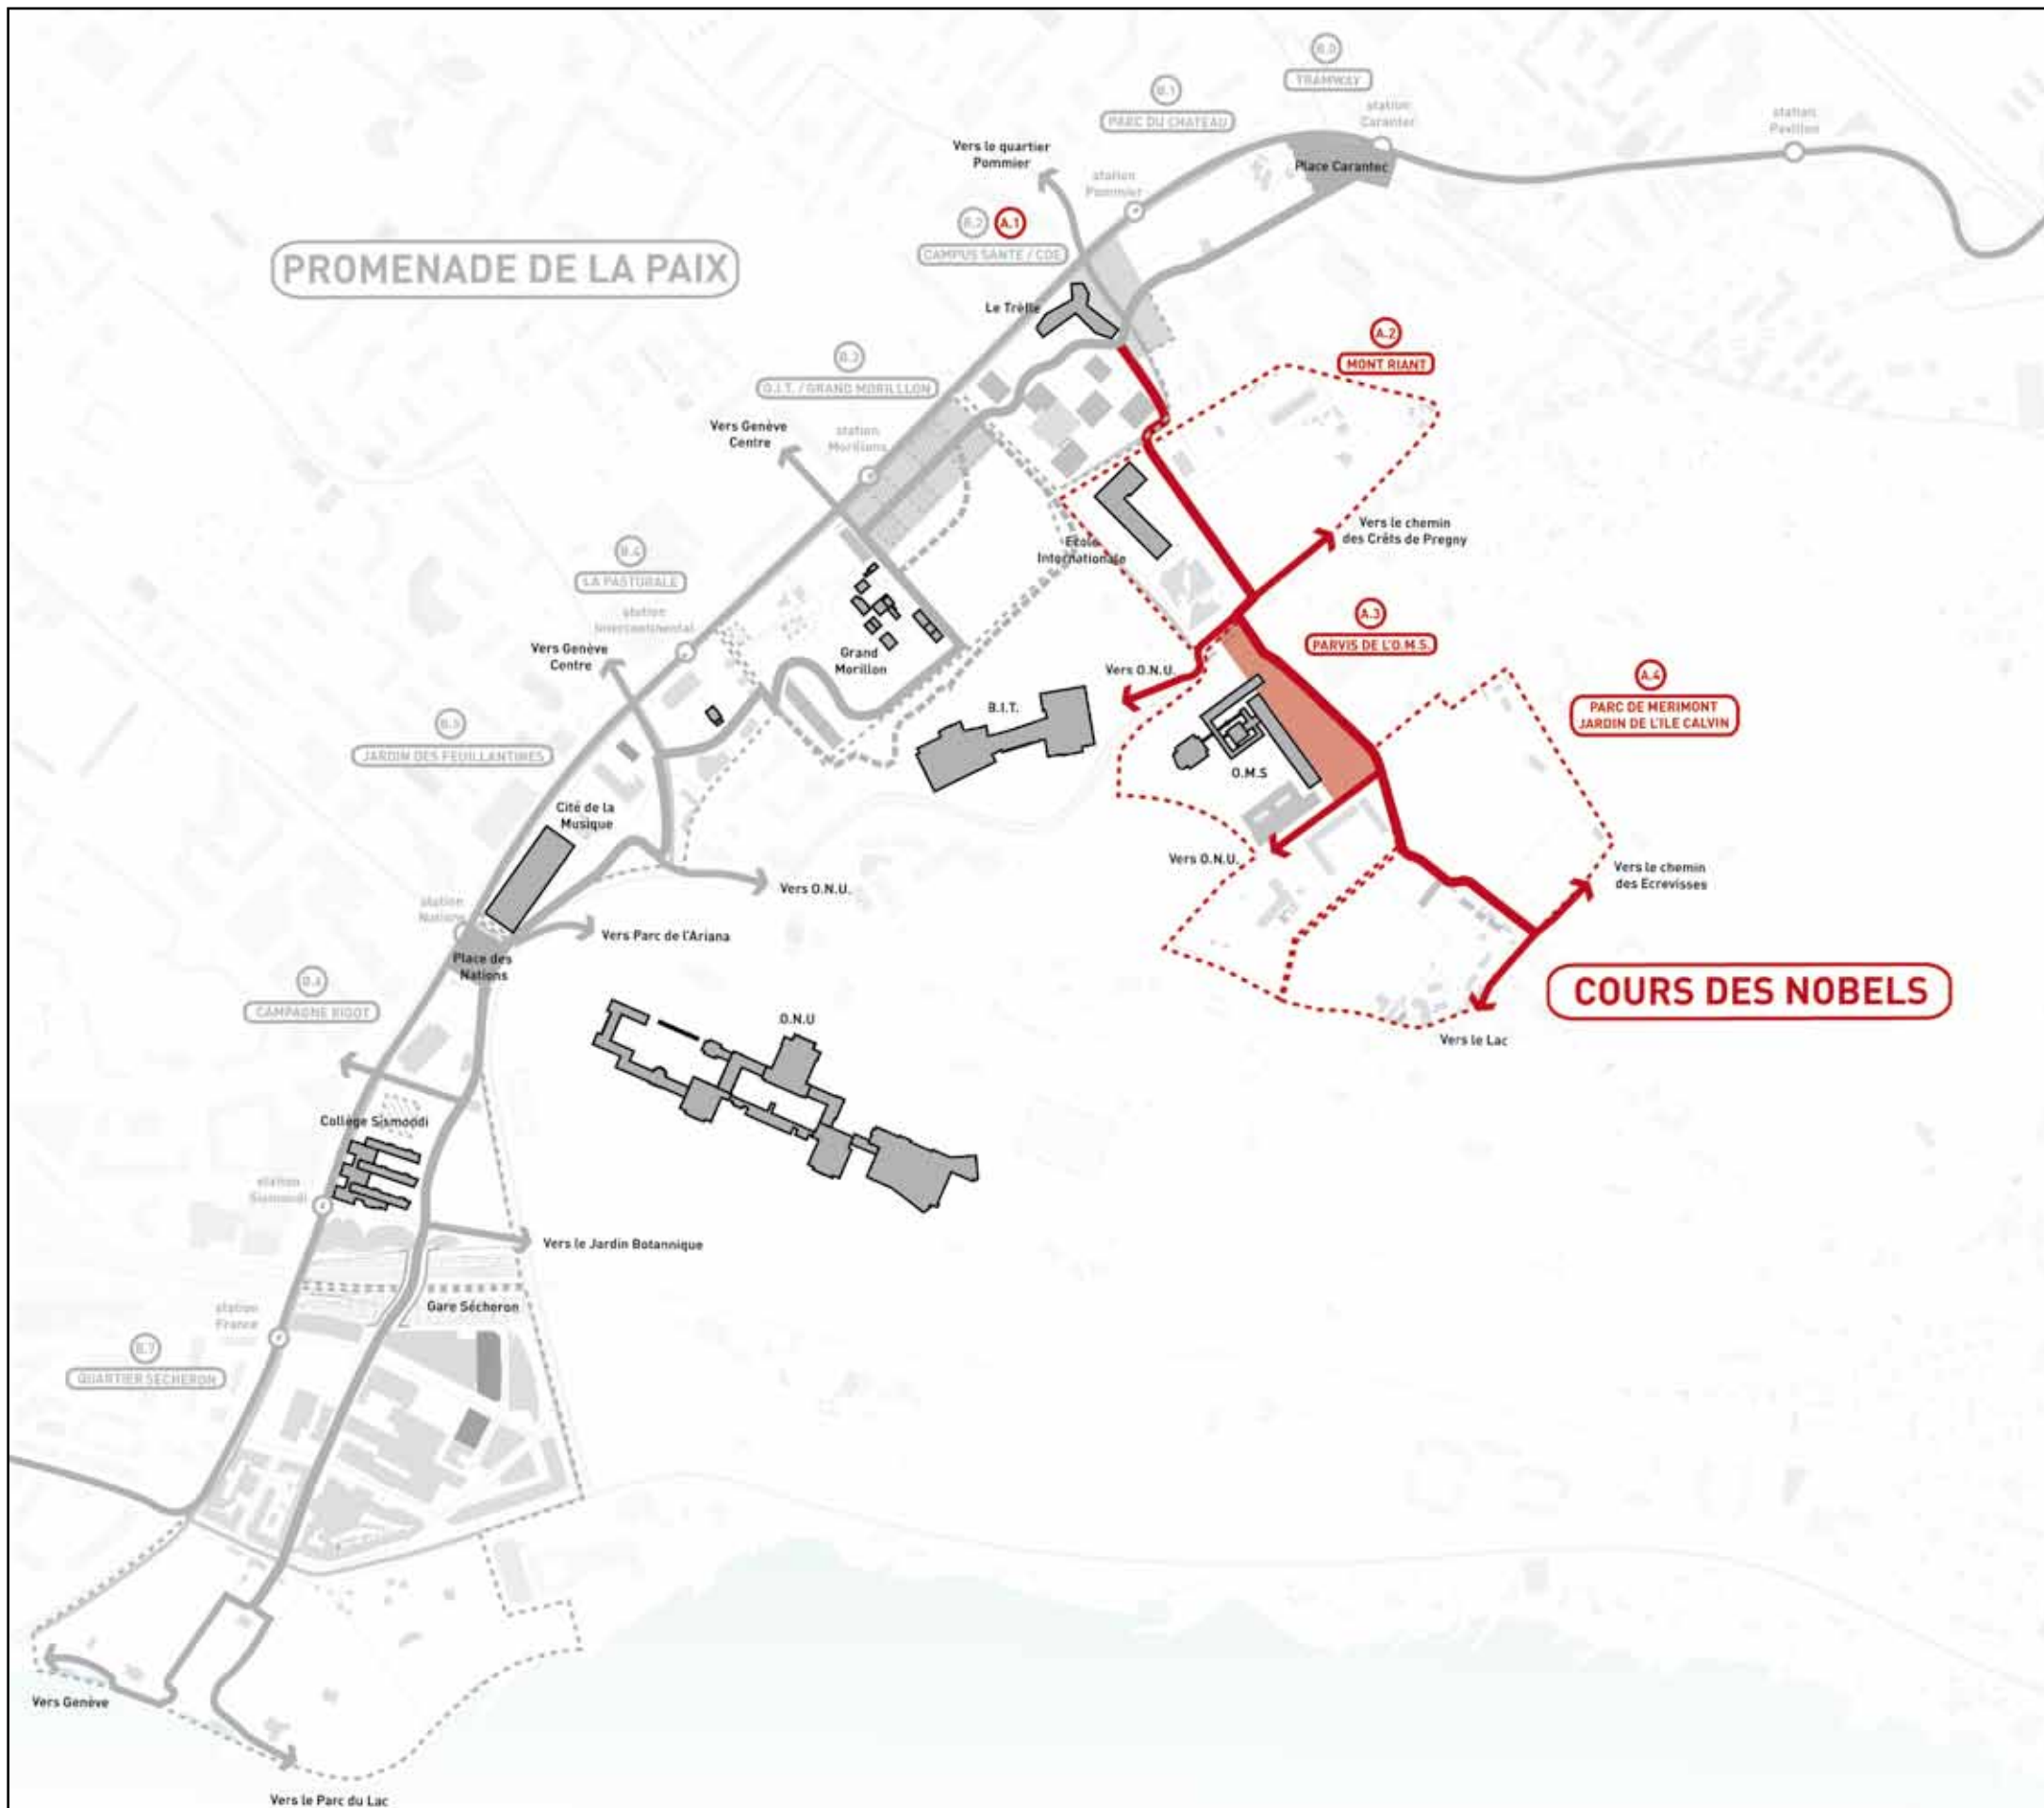 B.0
TRAMWAY
station
Carantec
B.1
PARC DU CHATEAU
station
Pavillon
Vers le quartier
Pommier
Place Carantec
station
Pommier
B.2
A.1
CAMPUS SANTE / COE
PROMENADE DE LA PAIX
Le Trèfle
A.2
MONT RIANT
B.3
O.I.T. / GRAND MORILLLON
Vers Genève
Centre
station
Morillons
Vers le chemin
des Crêts de Pregny
Ecole
Internationale
B.4
LA PASTURALE
station
Intercontinental
A.3
PARVIS DE L'O.M.S.
Vers Genève
Centre
Grand
Morillon
Vers O.N.U.
A.4
PARC DE MERIMONT
JARDIN DE L'ILE CALVIN
B.I.T.
B.5
JARDIN DES FEUILLANTINES
O.M.S
Cité de la
Musique
Vers O.N.U.
Vers le chemin
des Ecrevisses
Vers O.N.U.
station
Nations
Vers Parc de l'Ariana
Place des
Nations
COURS DES NOBELS
B.6
CAMPAGNE RIGOT
O.N.U
Vers le Lac
Collège Sismondi
station
Sismondi
Vers le Jardin Botannique
station
France
Gare Sécheron
B.7
QUARTIER SECHERON
Vers Genève
Vers le Parc du Lac